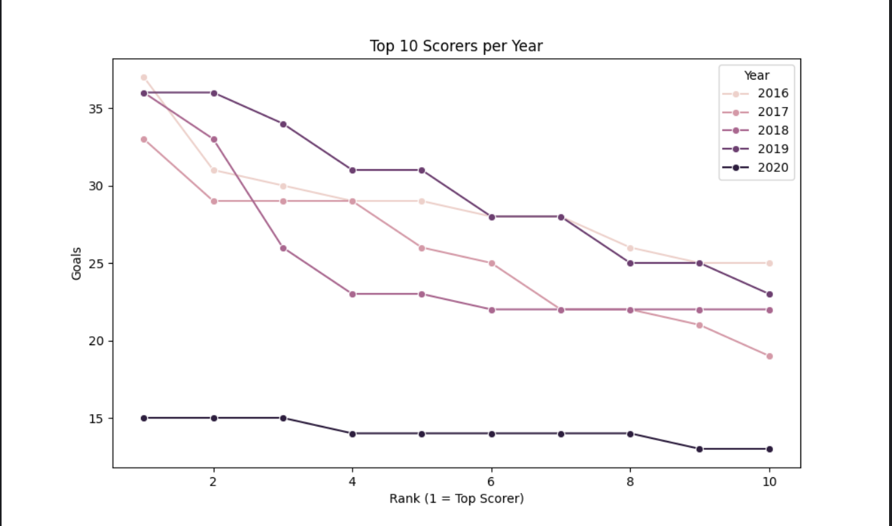 Top 10 Scorers per Year
Year
2016
2017
2018
2019
2020
35
30
25
20
15
Goals
2 4 6 8 10
Rank (1 = Top Scorer)